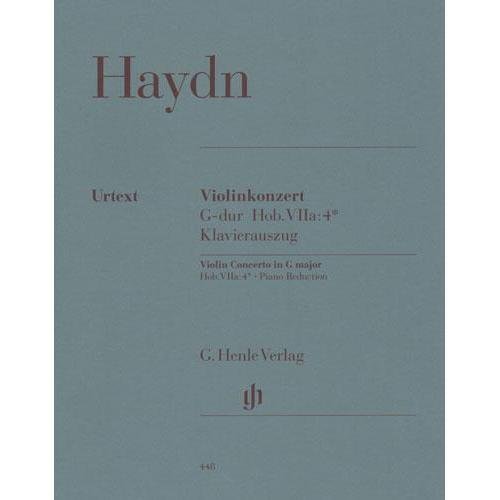 Haydn
Urtext
Violinkonzert
G-dur Hob.VIIa:4*
Klavierauszug
Violin Concerto in G major
Hob.VIIa:4* · Piano Reduction
G. Henle Verlag
448